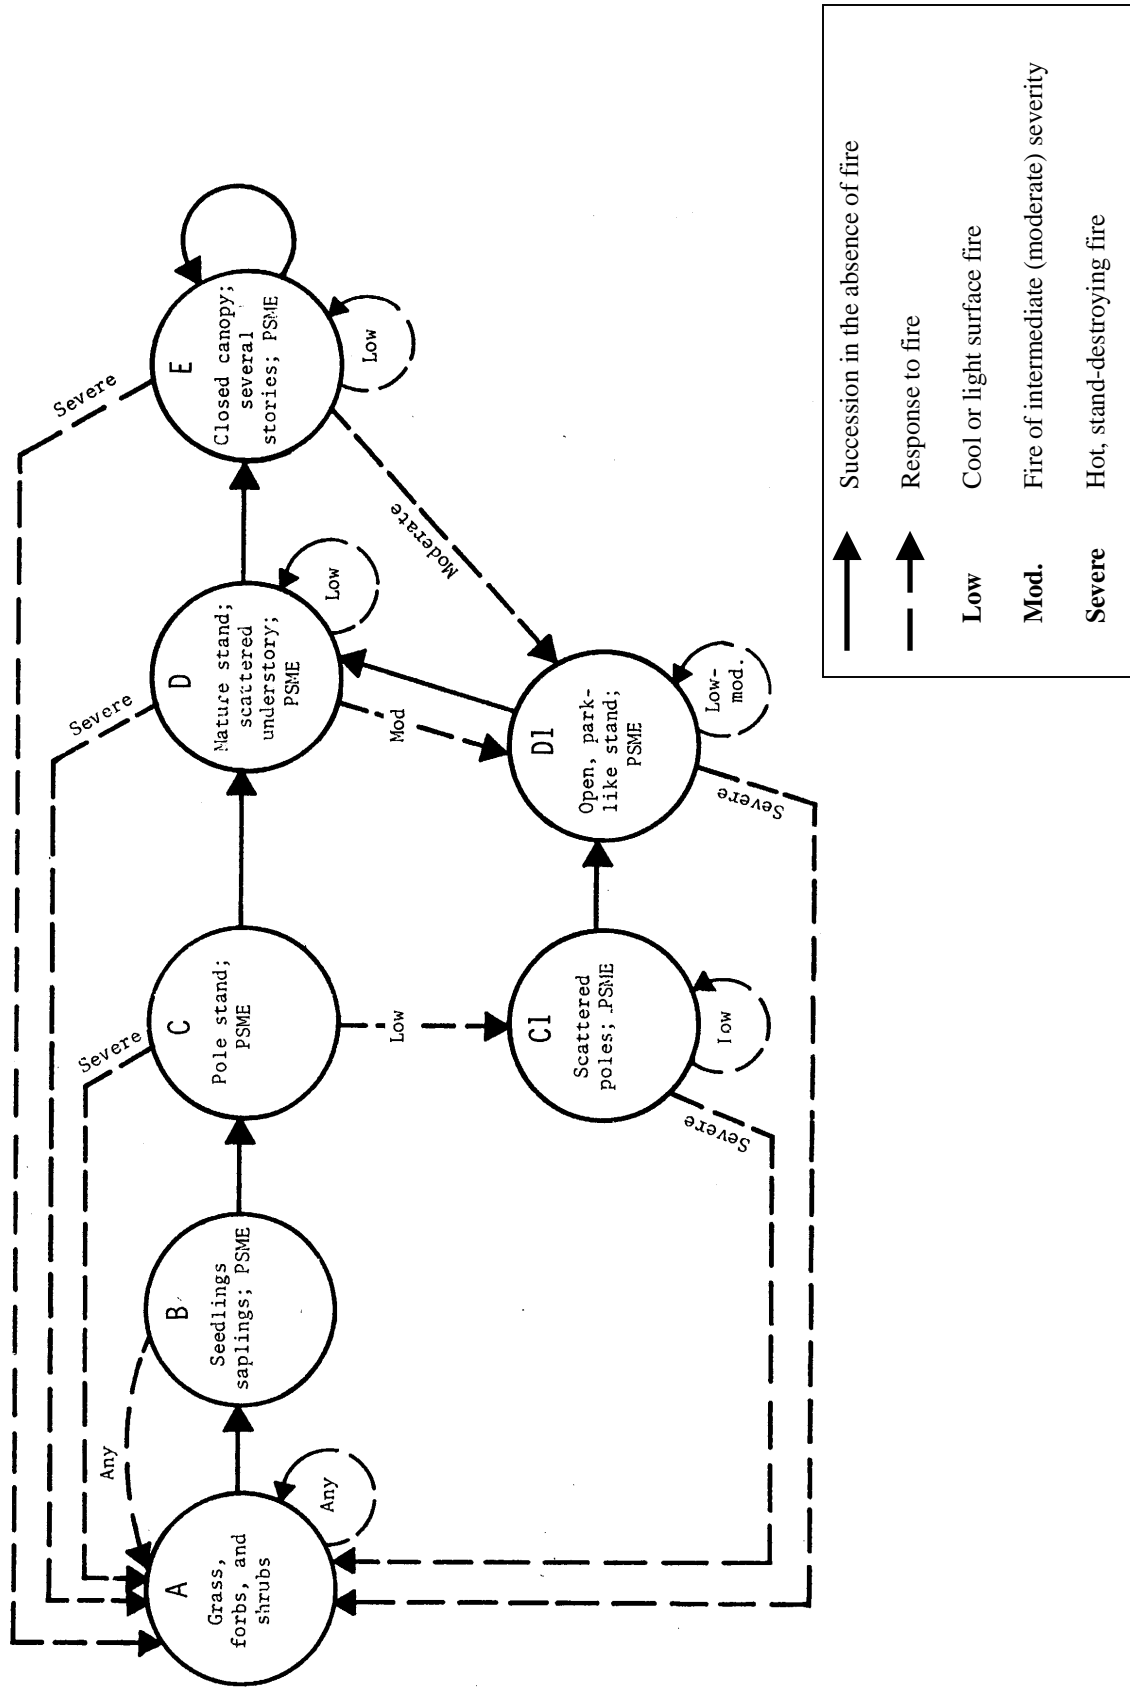 Severe
Severe
Severe
Any
A
Grass,
forbs, and
shrubs
Any
B
Seedlings
saplings; PSME
C
Pole stand;
PSME
D
Mature stand;
scattered
understory;
PSME
Low
E
Closed canopy;
several
stories; PSME
Low
Low
Mod
Moderate
C1
Scattered
poles; PSME
Low
D1
Open, park-
like stand;
PSME
Low-
mod.
Severe
Severe
Succession in the absence of fire
Response to fire
Low Cool or light surface fire
Mod. Fire of intermediate (moderate) severity
Severe Hot, stand-destroying fire